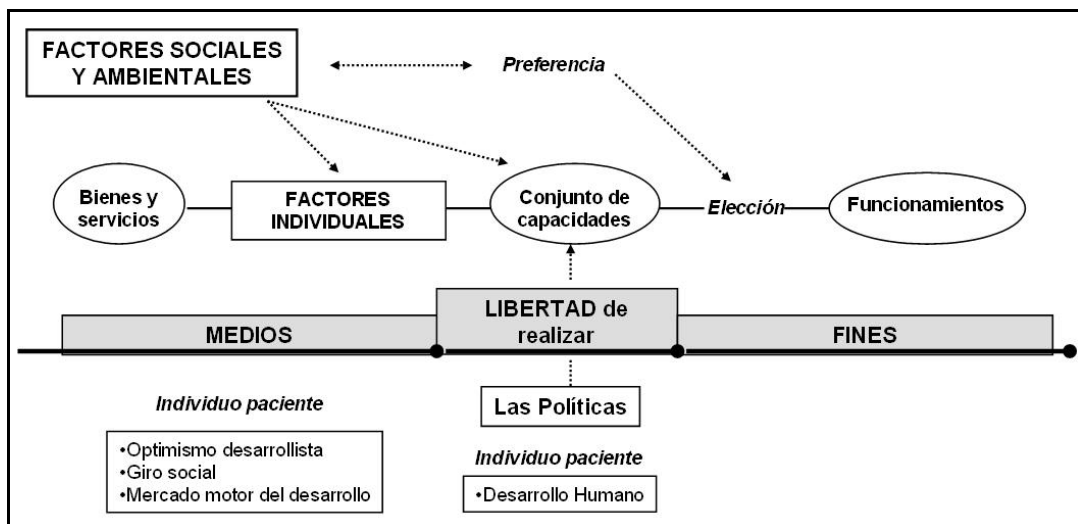 FACTORES SOCIALES
Y AMBIENTALES
Preferencia
Bienes y
servicios
FACTORES
INDIVIDUALES
Conjunto de
capacidades
Elección
Funcionamientos
MEDIOS
LIBERTAD de
realizar
FINES
Individuo paciente
•Optimismo desarrollista
•Giro social
•Mercado motor del desarrollo
Las Políticas
Individuo paciente
•Desarrollo Humano